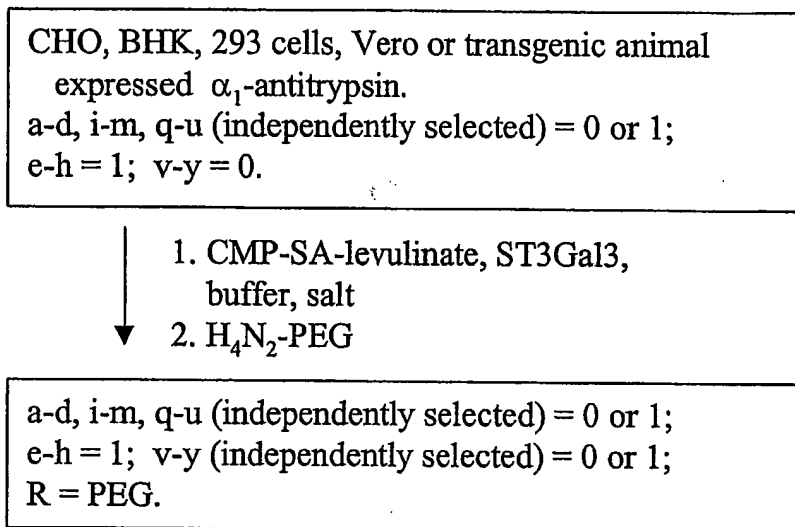 CHO, BHK, 293 cells, Vero or transgenic animal
expressed α₁-antitrypsin.
a-d, i-m, q-u (independently selected) = 0 or 1;
e-h = 1; v-y = 0.
1. CMP-SA-levulinate, ST3Gal3,
buffer, salt
2. H₄N₂-PEG
a-d, i-m, q-u (independently selected) = 0 or 1;
e-h = 1; v-y (independently selected) = 0 or 1;
R = PEG.